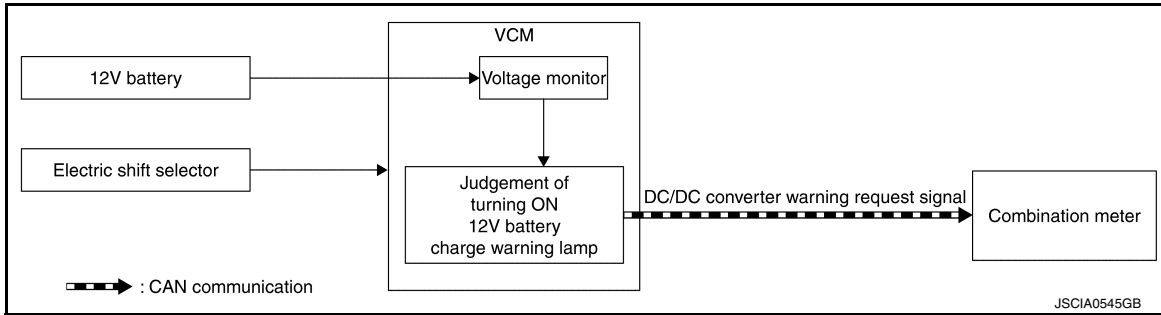 VCM
12V battery
Voltage monitor
Electric shift selector
Judgement of
turning ON
12V battery
charge warning lamp
DC/DC converter warning request signal
Combination meter
: CAN communication
JSCIA0545GB